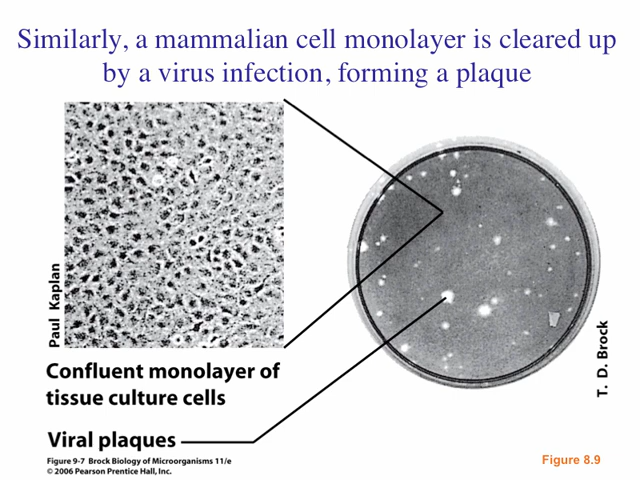 Similarly, a mammalian cell monolayer is cleared up
by a virus infection, forming a plaque
Paul Kaplan
T. D. Brock
Confluent monolayer of
tissue culture cells
Viral plaques
Figure 9-7 Brock Biology of Microorganisms 11/e
© 2006 Pearson Prentice Hall, Inc.
Figure 8.9